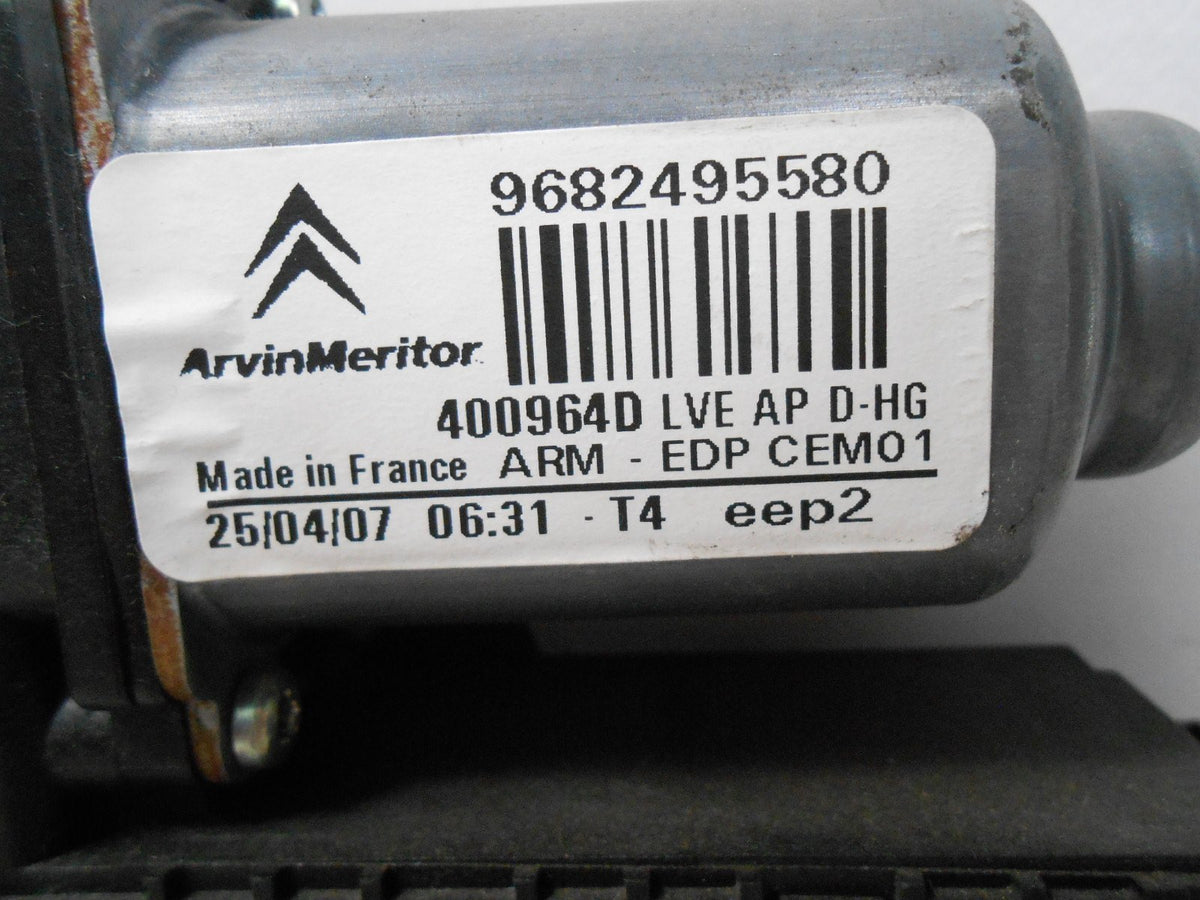 9682495580
ArvinMeritor
400964D LVE AP D-HG
Made in France ARM - EDP CEM01
25/04/07 06:31 - T4 eep2